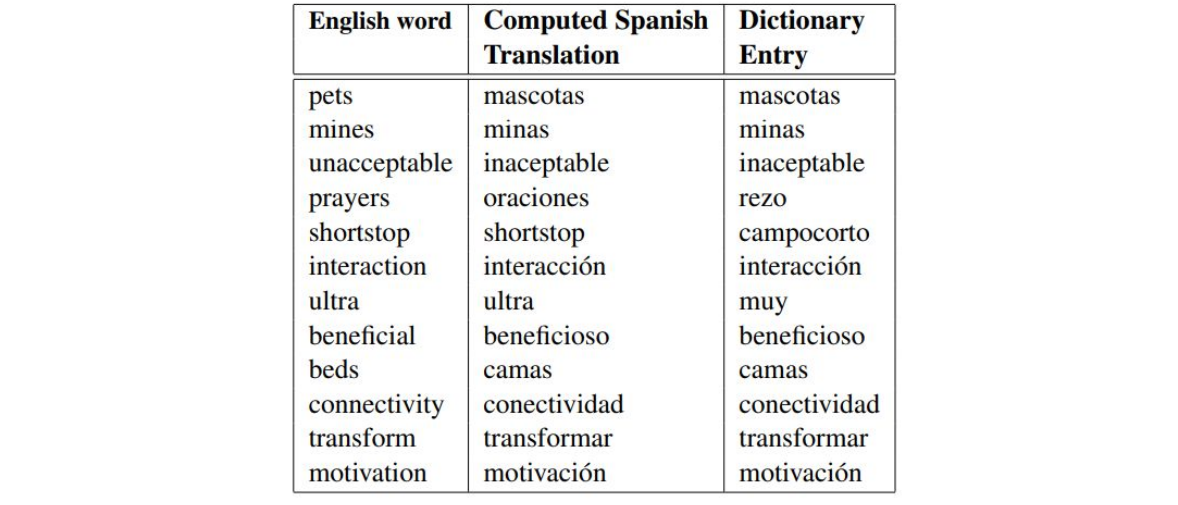 English word Computed Spanish Dictionary
Translation Entry
pets mascotas mascotas
mines minas minas
unacceptable inaceptable inaceptable
prayers oraciones rezo
shortstop shortstop campocorto
interaction interacción interacción
ultra ultra muy
beneficial beneficioso beneficioso
beds camas camas
connectivity conectividad conectividad
transform transformar transformar
motivation motivación motivación